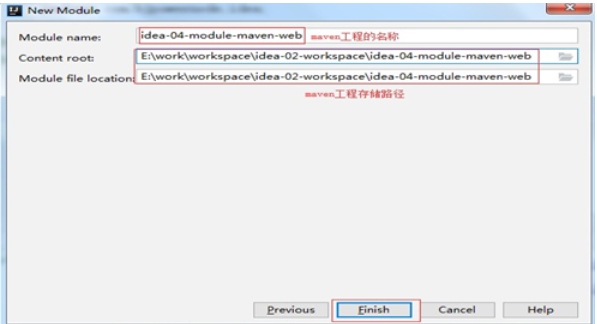 New Module
Module name: idea-04-module-maven-web maven工程的名称
Content root: E:\work\workspace\idea-02-workspace\idea-04-module-maven-web
Module file location: E:\work\workspace\idea-02-workspace\idea-04-module-maven-web
maven工程存储路径
Previous Finish Cancel Help